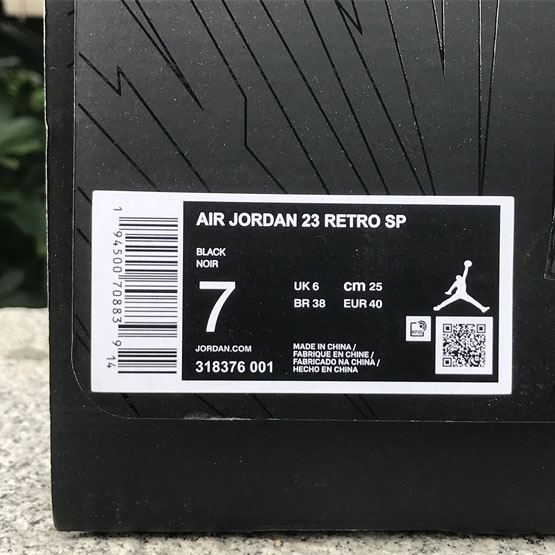 AIR JORDAN 23 RETRO SP
BLACK
NOIR
7
UK 6 cm 25
BR 38 EUR 40
JORDAN.COM
318376 001
MADE IN CHINA /
FABRIQUE EN CHINE /
FABRICADO NA CHINA /
HECHO EN CHINA
RFID
1 94500 70883 9 14